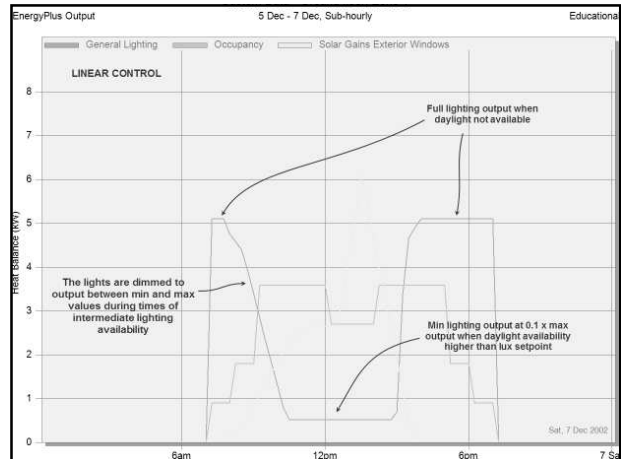 EnergyPlus Output 5 Dec - 7 Dec, Sub-hourly Educational
General Lighting Occupancy Solar Gains Exterior Windows
LINEAR CONTROL
8
7
6
5
4
3
2
1
0
Heat Balance (kW)
Full lighting output when
daylight not available
The lights are dimmed to
output between min and max
values during times of
intermediate lighting
availability
Min lighting output at 0.1 x max
output when daylight availability
higher than lux setpoint
Sat, 7 Dec 2002
6am 12pm 6pm 7 Sa